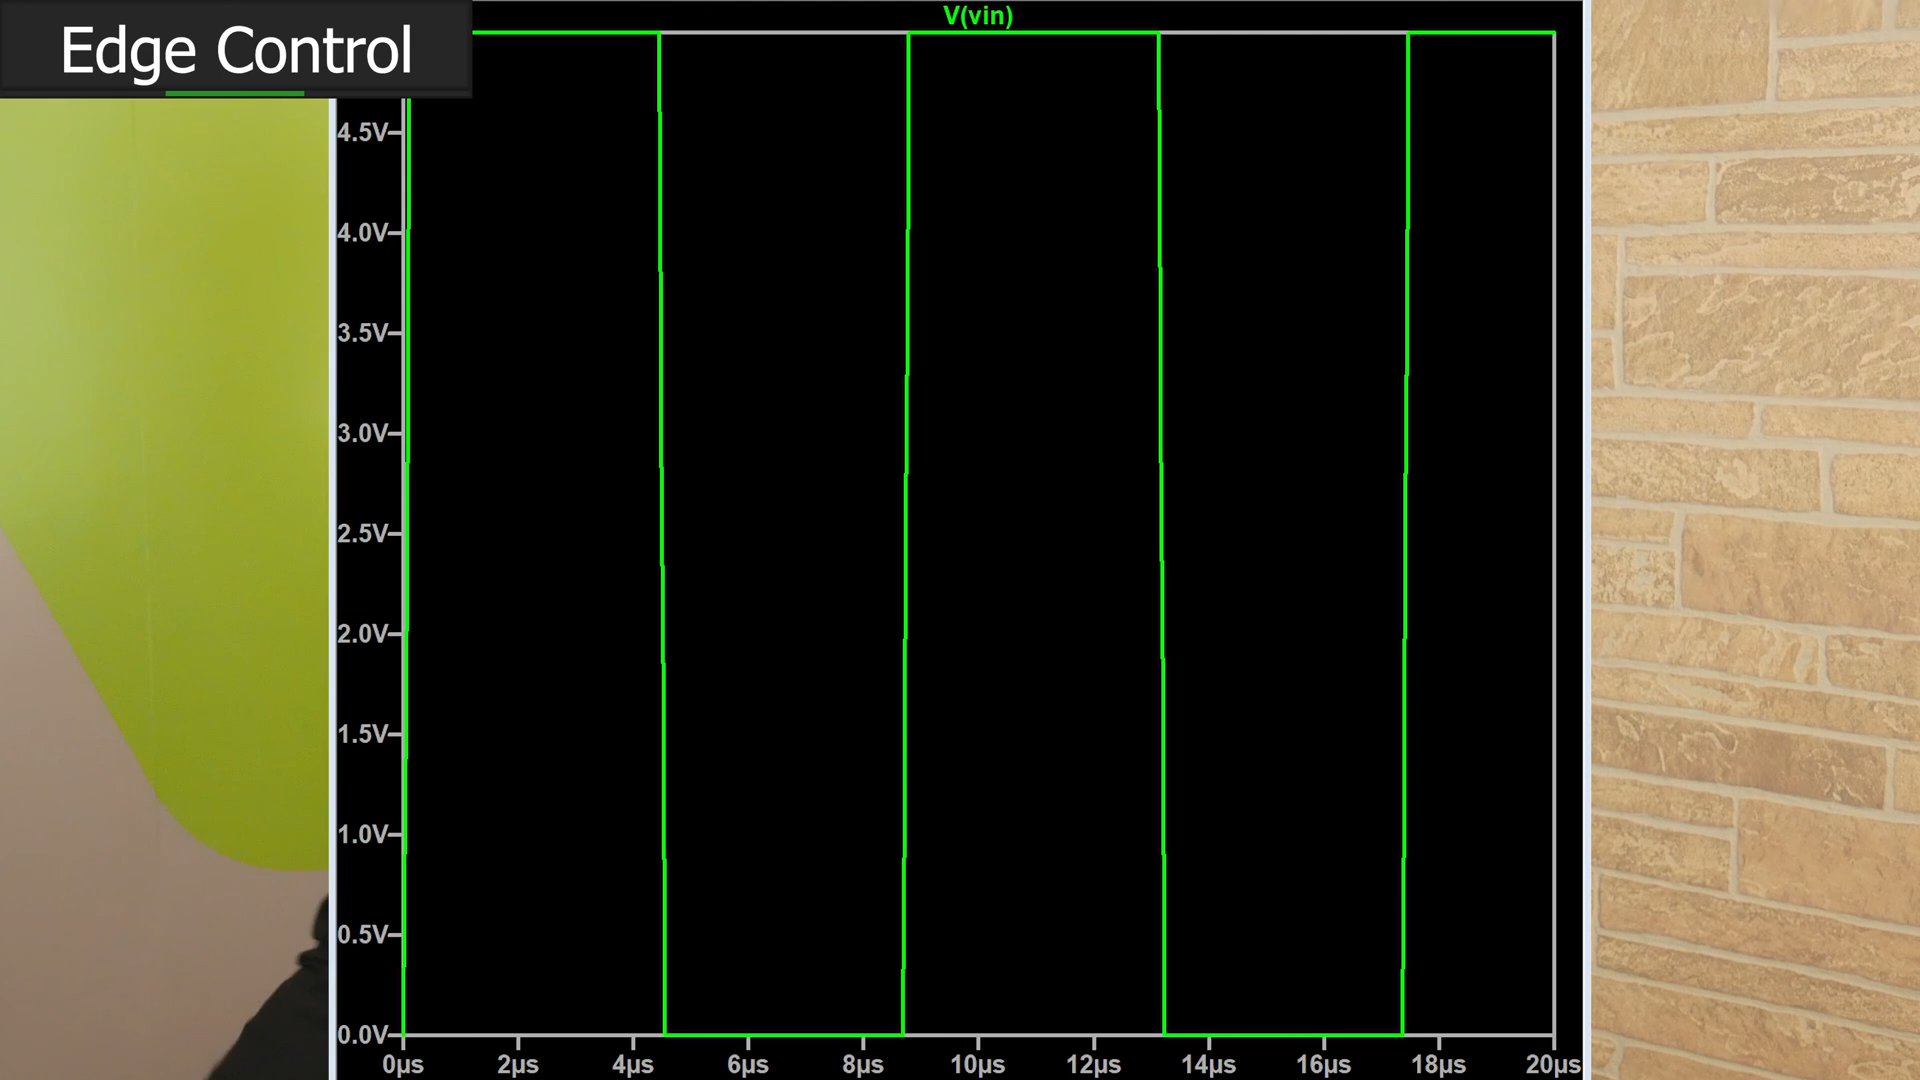 Edge Control
V(vin)
4.5V
4.0V
3.5V
3.0V
2.5V
2.0V
1.5V
1.0V
0.5V
0.0V
0µs 2µs 4µs 6µs 8µs 10µs 12µs 14µs 16µs 18µs 20µs